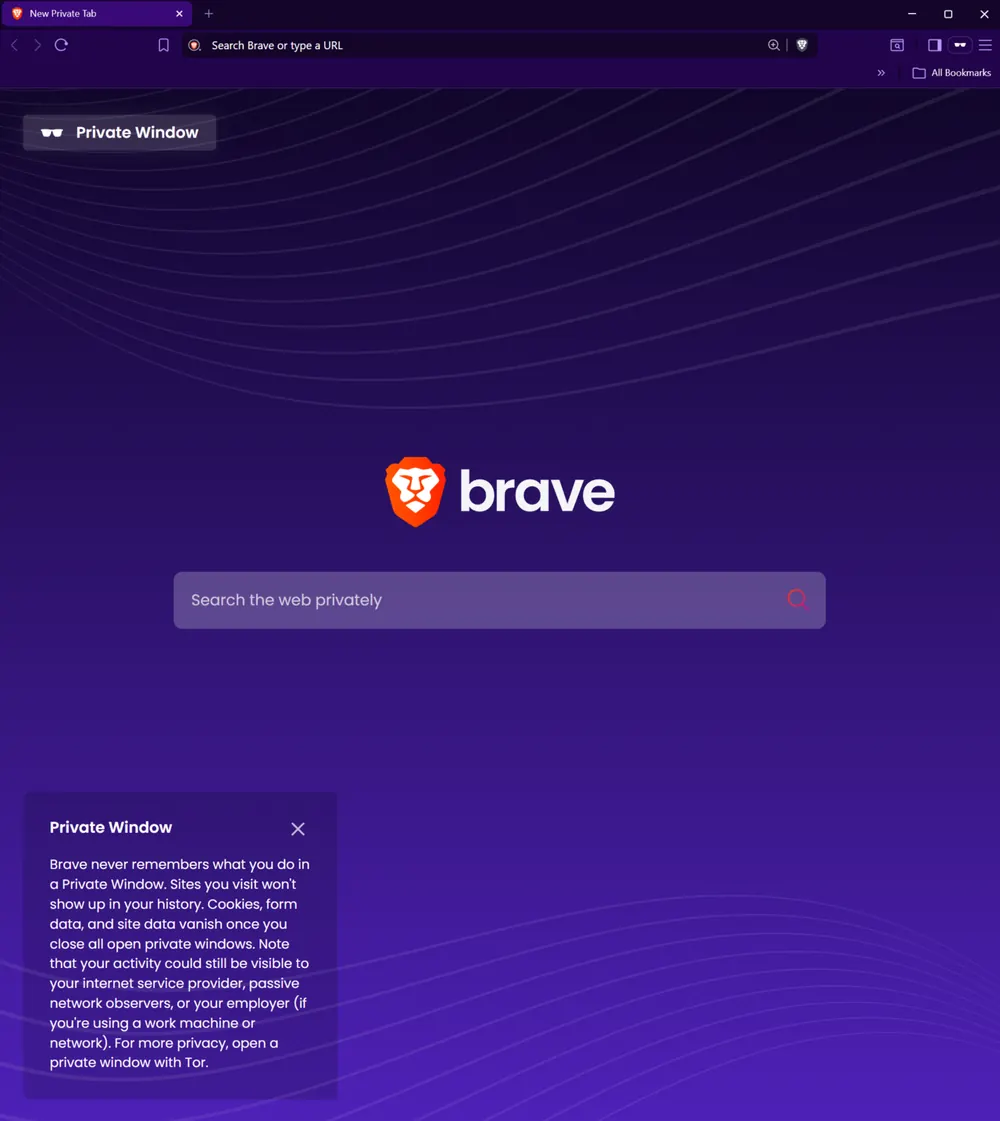 New Private Tab
Search Brave or type a URL
All Bookmarks
Private Window
brave
Search the web privately
Private Window
Brave never remembers what you do in
a Private Window. Sites you visit won't
show up in your history. Cookies, form
data, and site data vanish once you
close all open private windows. Note
that your activity could still be visible to
your internet service provider, passive
network observers, or your employer (if
you're using a work machine or
network). For more privacy, open a
private window with Tor.